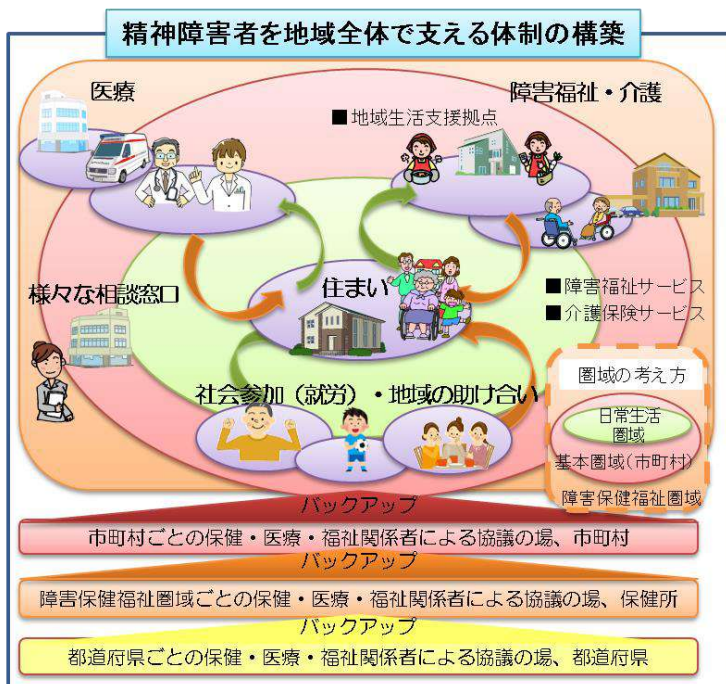 精神障害者を地域全体で支える体制の構築
医療
障害福祉・介護
■地域生活支援拠点
住まい
様々な相談窓口
■障害福祉サービス
■介護保険サービス
社会参加（就労）・地域の助け合い
圏域の考え方
日常生活
圏域
基本圏域(市町村)
障害保健福祉圏域
バックアップ
市町村ごとの保健・医療・福祉関係者による協議の場、市町村
バックアップ
障害保健福祉圏域ごとの保健・医療・福祉関係者による協議の場、保健所
バックアップ
都道府県ごとの保健・医療・福祉関係者による協議の場、都道府県